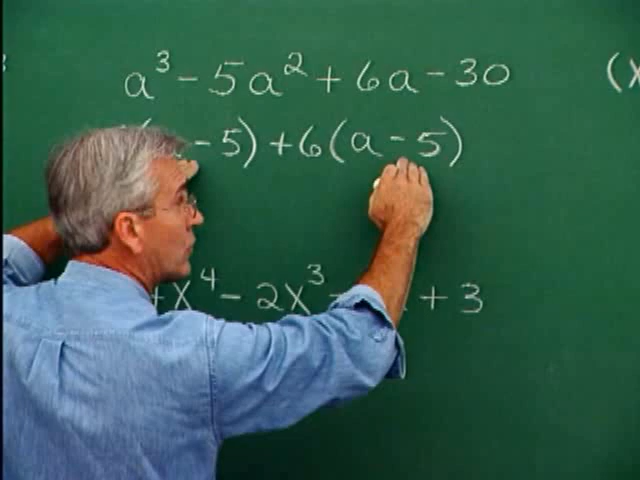 a³ - 5a² + 6a - 30 (x
- 5) + 6(a - 5)
+ x⁴ - 2x³ + 3